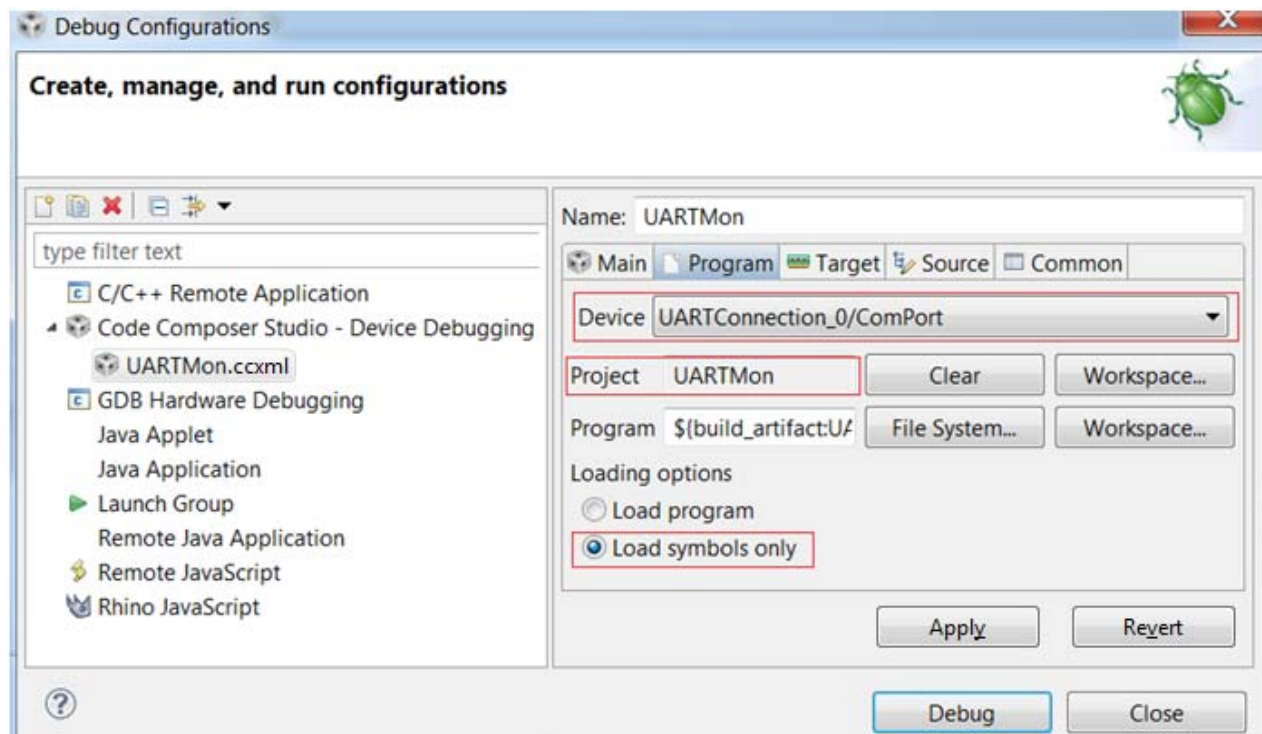 Debug Configurations
X
Create, manage, and run configurations
type filter text
C/C++ Remote Application
Code Composer Studio - Device Debugging
UARTMon.ccxml
GDB Hardware Debugging
Java Applet
Java Application
Launch Group
Remote Java Application
Remote JavaScript
Rhino JavaScript
Name: UARTMon
Main Program Target Source Common
Device UARTConnection_0/ComPort
Project UARTMon Clear Workspace...
Program ${build_artifact:UA File System... Workspace...
Loading options
Load program
Load symbols only
Apply Revert
? Debug Close